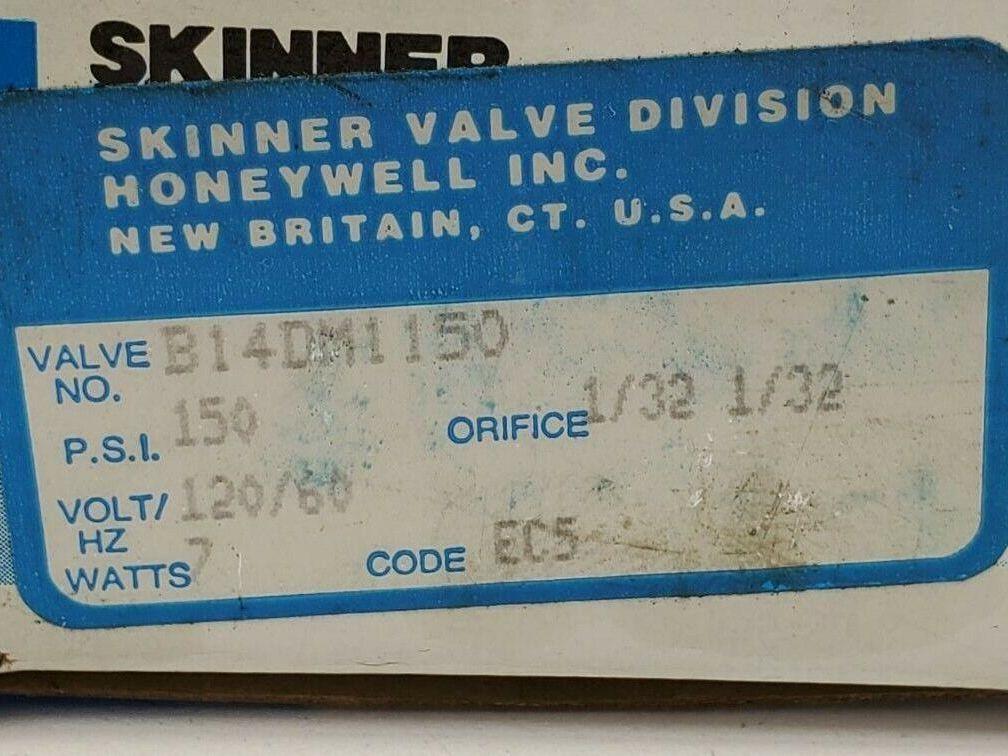 SKINNER
SKINNER VALVE DIVISION
HONEYWELL INC.
NEW BRITAIN, CT. U.S.A.
VALVE NO. B14DM1150
P.S.I. 150 ORIFICE 1/32 1/32
VOLT/ HZ 120/60
WATTS 7 CODE EC5